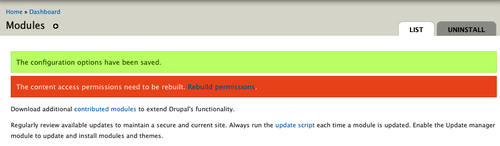 Home » Dashboard
Modules
LIST
UNINSTALL
The configuration options have been saved.
The content access permissions need to be rebuilt. Rebuild permissions.
Download additional contributed modules to extend Drupal's functionality.
Regularly review available updates to maintain a secure and current site. Always run the update script each time a module is updated. Enable the Update manager
module to update and install modules and themes.